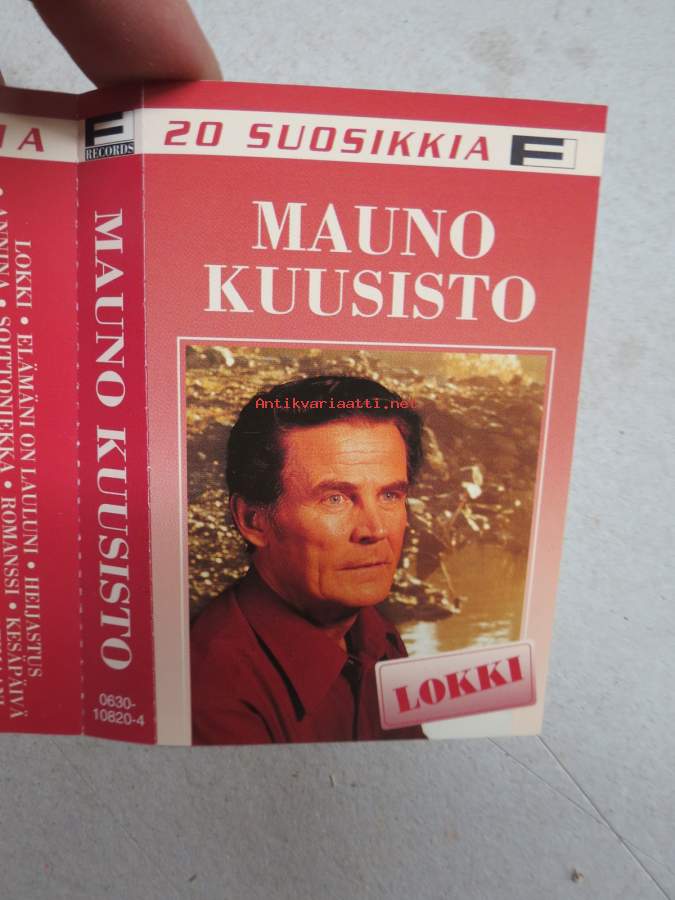 I A
LOKKI • ELÄMÄNI ON LAULUNI • HEIJASTUS
• ANNINA • SOITTONIEKKA • ROMANSSI • KESÄPÄIVÄ
F
RECORDS
MAUNO KUUSISTO
0630-
10820-4
20 SUOSIKKIA F
MAUNO
KUUSISTO
Antikvariaatti.net
LOKKI